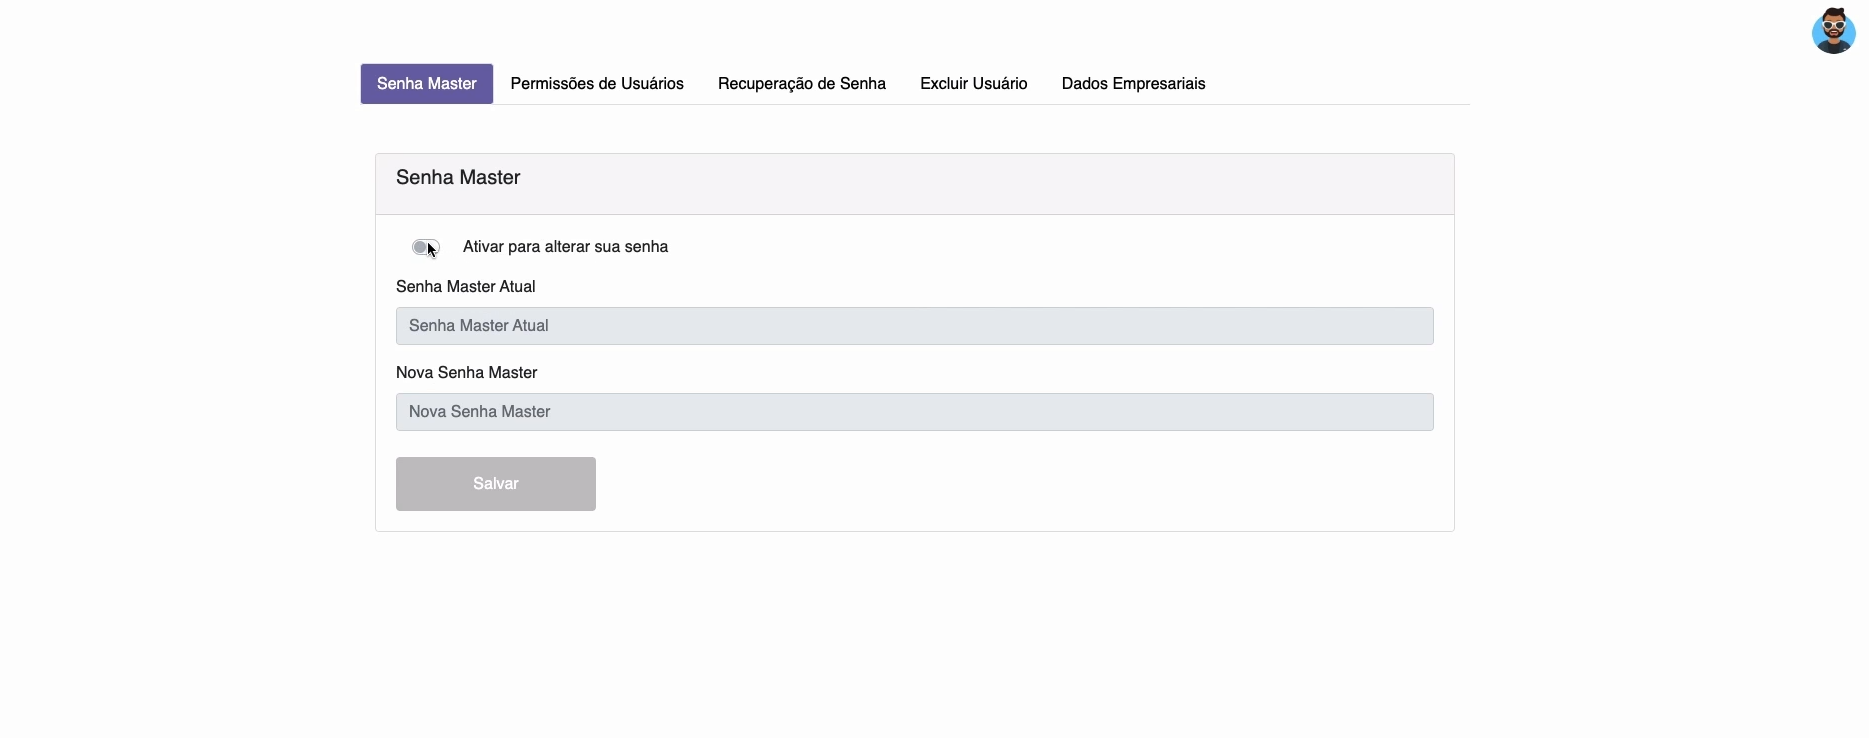 Senha Master Permissões de Usuários Recuperação de Senha Excluir Usuário Dados Empresariais
Senha Master
Ativar para alterar sua senha
Senha Master Atual
Senha Master Atual
Nova Senha Master
Nova Senha Master
Salvar